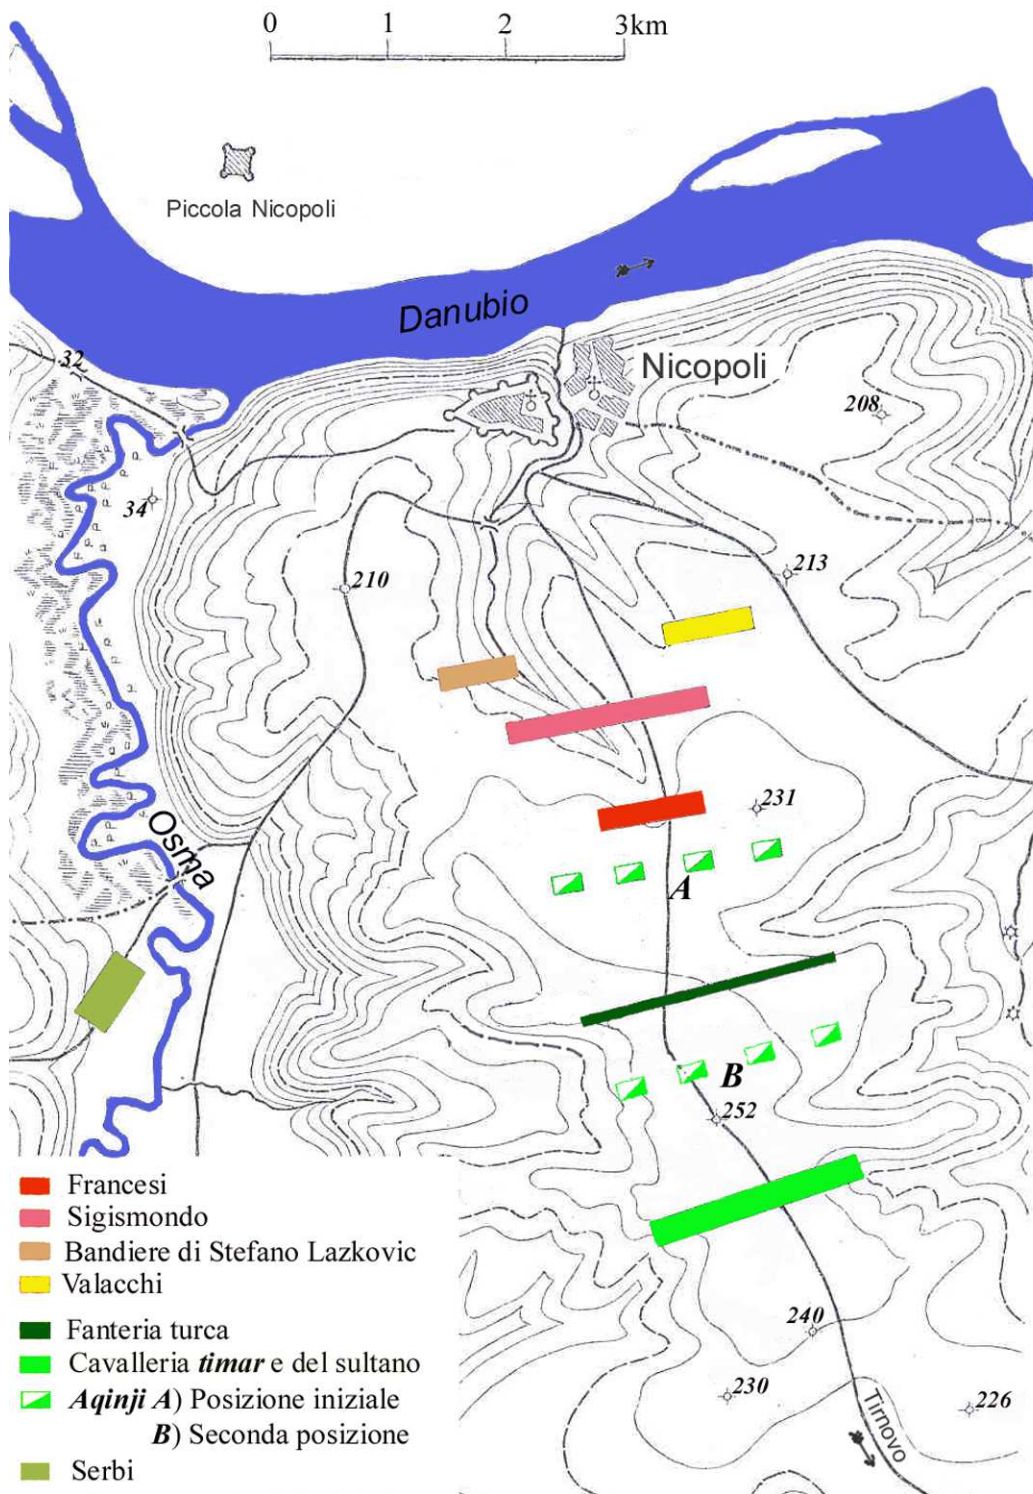 0 1 2 3km
Piccola Nicopoli
Danubio
Nicopoli
32
208
34
213
210
231
Osma
A
B
252
240
230
226
Tirnovo
Francesi
Sigismondo
Bandiere di Stefano Lazkovic
Valacchi
Fanteria turca
Cavalleria timar e del sultano
Aqinji A) Posizione iniziale
B) Seconda posizione
Serbi